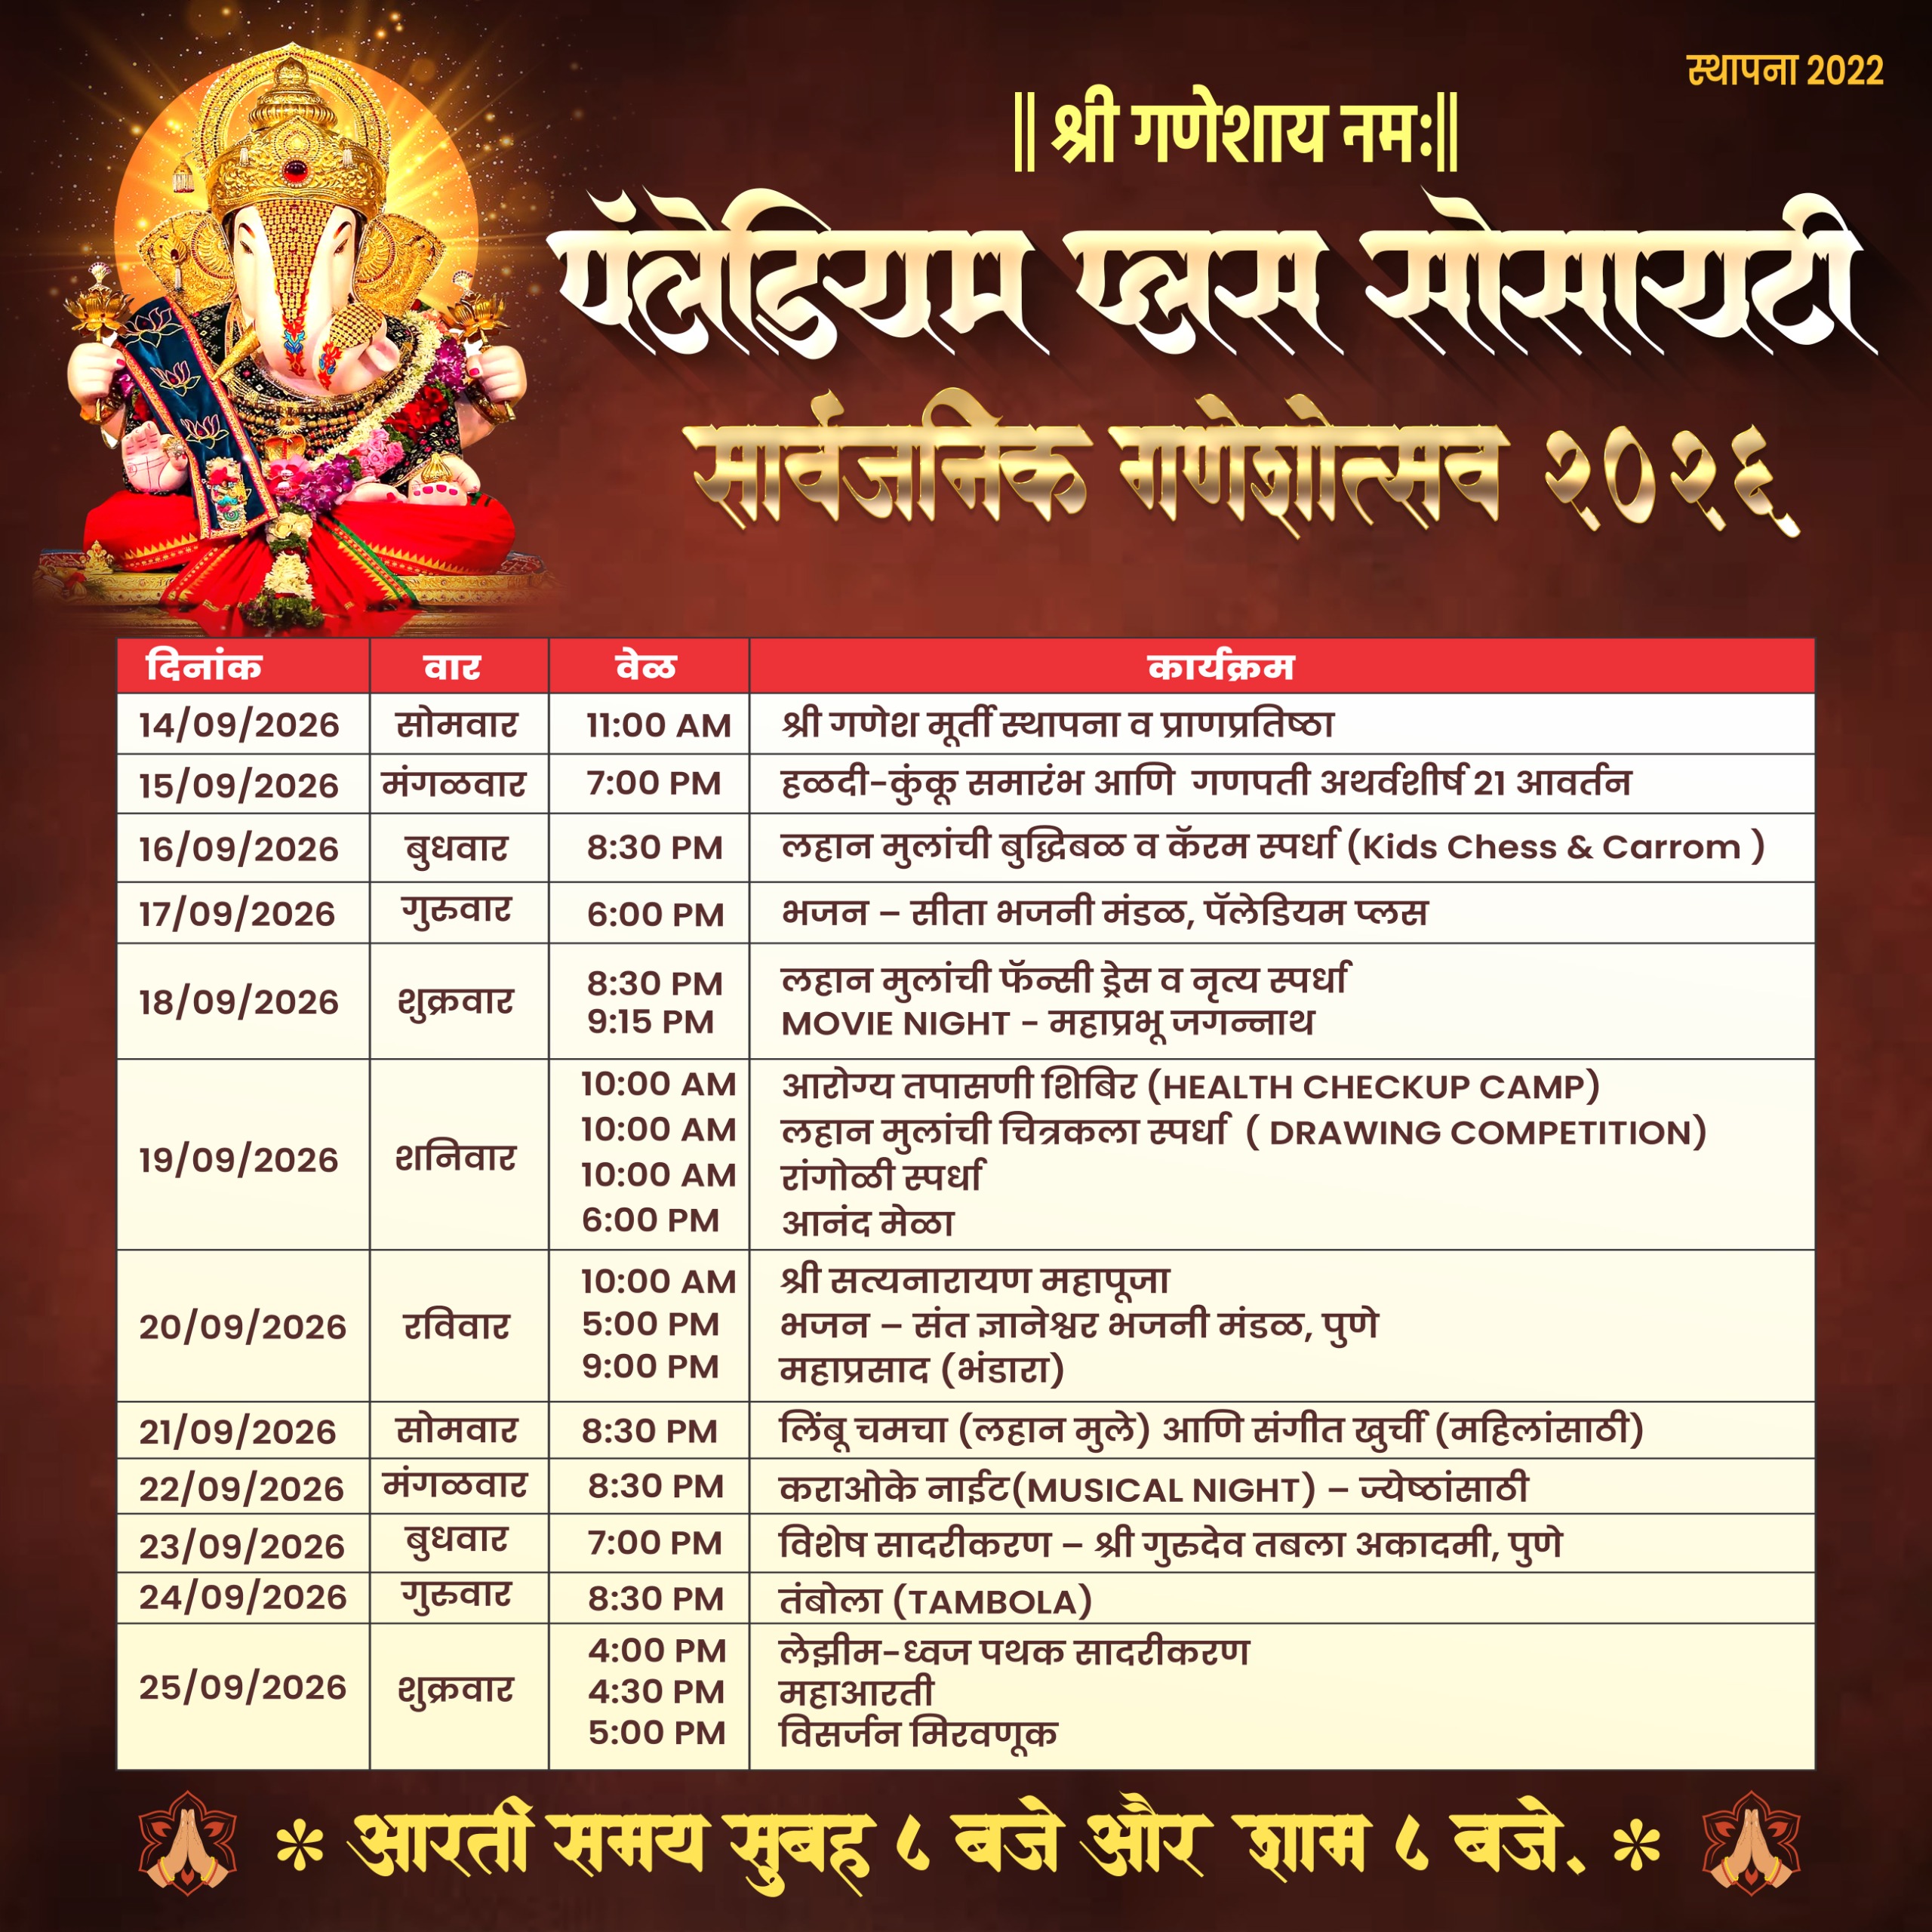 स्थापना 2022
|| श्री गणेशाय नमः||
पॅलेडियम प्लस सोसायटी
सार्वजनिक गणेशोत्सव २०२६
दिनांक वार वेळ कार्यक्रम
14/09/2026 सोमवार 11:00 AM श्री गणेश मूर्ती स्थापना व प्राणप्रतिष्ठा
15/09/2026 मंगळवार 7:00 PM हळदी-कुंकू समारंभ आणि गणपती अथर्वशीर्ष 21 आवर्तन
16/09/2026 बुधवार 8:30 PM लहान मुलांची बुद्धिबळ व कॅरम स्पर्धा (Kids Chess & Carrom )
17/09/2026 गुरुवार 6:00 PM भजन – सीता भजनी मंडळ, पॅलेडियम प्लस
18/09/2026 शुक्रवार 8:30 PM लहान मुलांची फॅन्सी ड्रेस व नृत्य स्पर्धा
9:15 PM MOVIE NIGHT - महाप्रभू जगन्नाथ
19/09/2026 शनिवार 10:00 AM आरोग्य तपासणी शिबिर (HEALTH CHECKUP CAMP)
10:00 AM लहान मुलांची चित्रकला स्पर्धा ( DRAWING COMPETITION)
10:00 AM रांगोळी स्पर्धा
6:00 PM आनंद मेळा
20/09/2026 रविवार 10:00 AM श्री सत्यनारायण महापूजा
5:00 PM भजन – संत ज्ञानेश्वर भजनी मंडळ, पुणे
9:00 PM महाप्रसाद (भंडारा)
21/09/2026 सोमवार 8:30 PM लिंबू चमचा (लहान मुले) आणि संगीत खुर्ची (महिलांसाठी)
22/09/2026 मंगळवार 8:30 PM कराओके नाईट(MUSICAL NIGHT) – ज्येष्ठांसाठी
23/09/2026 बुधवार 7:00 PM विशेष सादरीकरण – श्री गुरुदेव तबला अकादमी, पुणे
24/09/2026 गुरुवार 8:30 PM तंबोला (TAMBOLA)
25/09/2026 शुक्रवार 4:00 PM लेझीम-ध्वज पथक सादरीकरण
4:30 PM महाआरती
5:00 PM विसर्जन मिरवणूक
* आरती समय सुबह ८ बजे और शाम ८ बजे. *